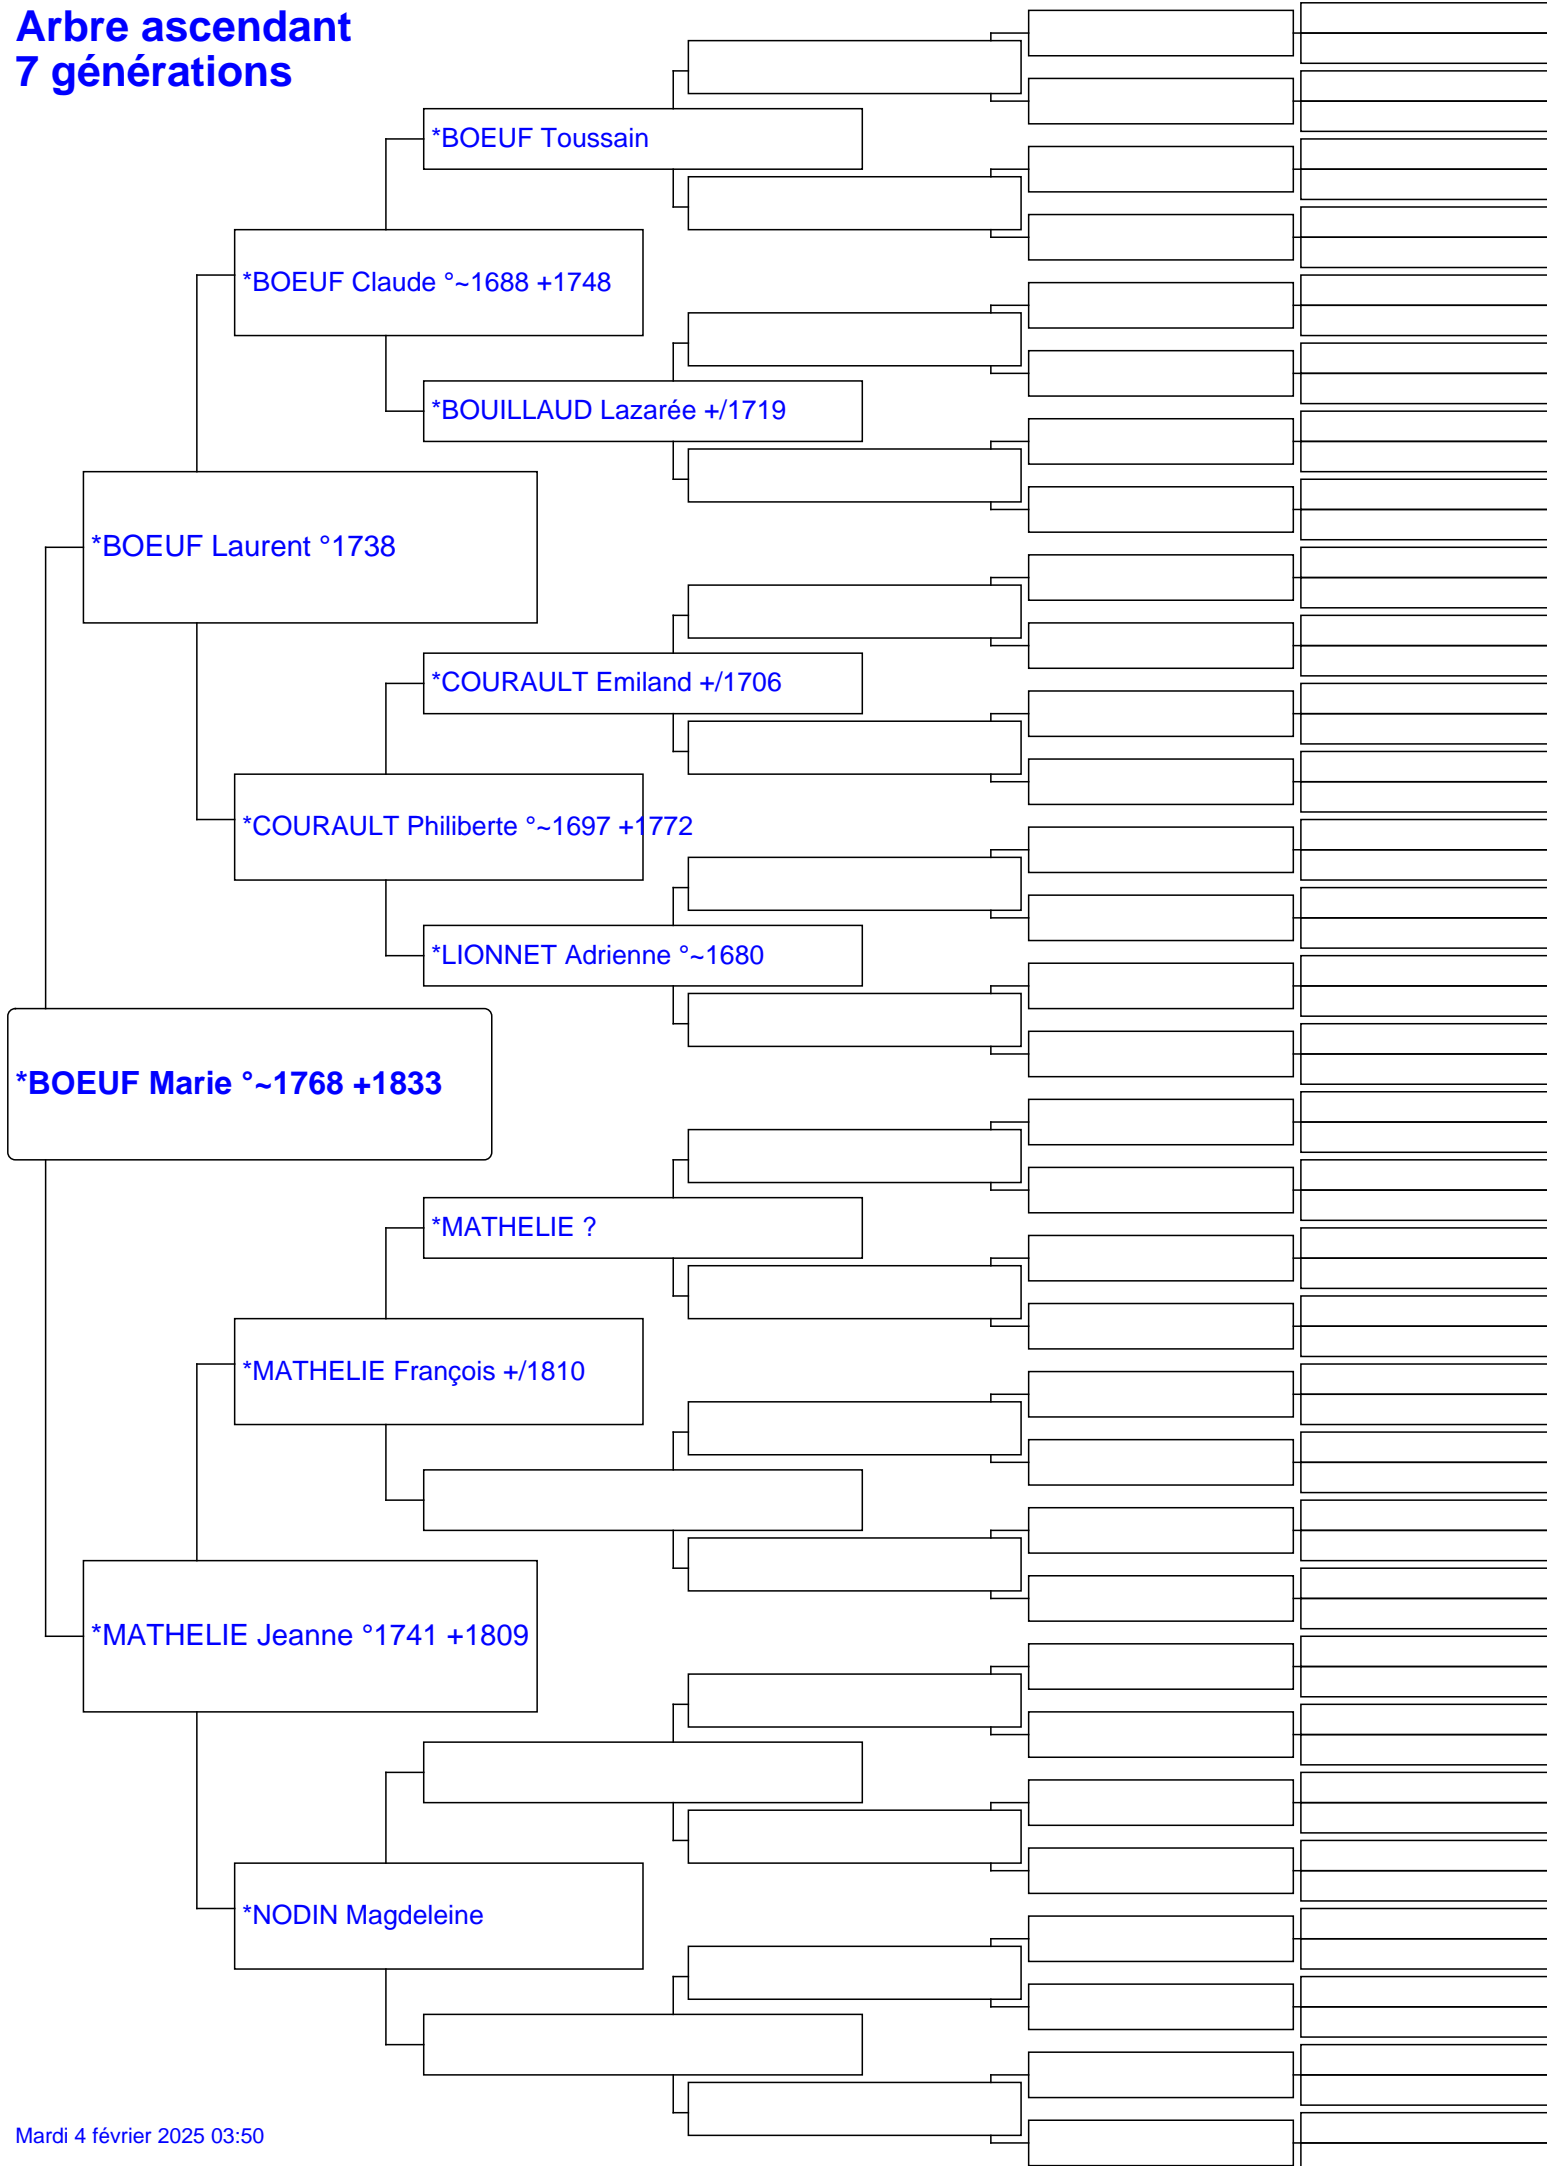 Arbre ascendant
7 générations
*BOEUF Toussain
*BOEUF Claude °~1688 +1748
*BOUILLAUD Lazarée +/1719
*BOEUF Laurent °1738
*COURAULT Emiland +/1706
*COURAULT Philiberte °~1697 +1772
*LIONNET Adrienne °~1680
*BOEUF Marie °~1768 +1833
*MATHELIE ?
*MATHELIE François +/1810
*MATHELIE Jeanne °1741 +1809
*NODIN Magdeleine
Mardi 4 février 2025 03:50